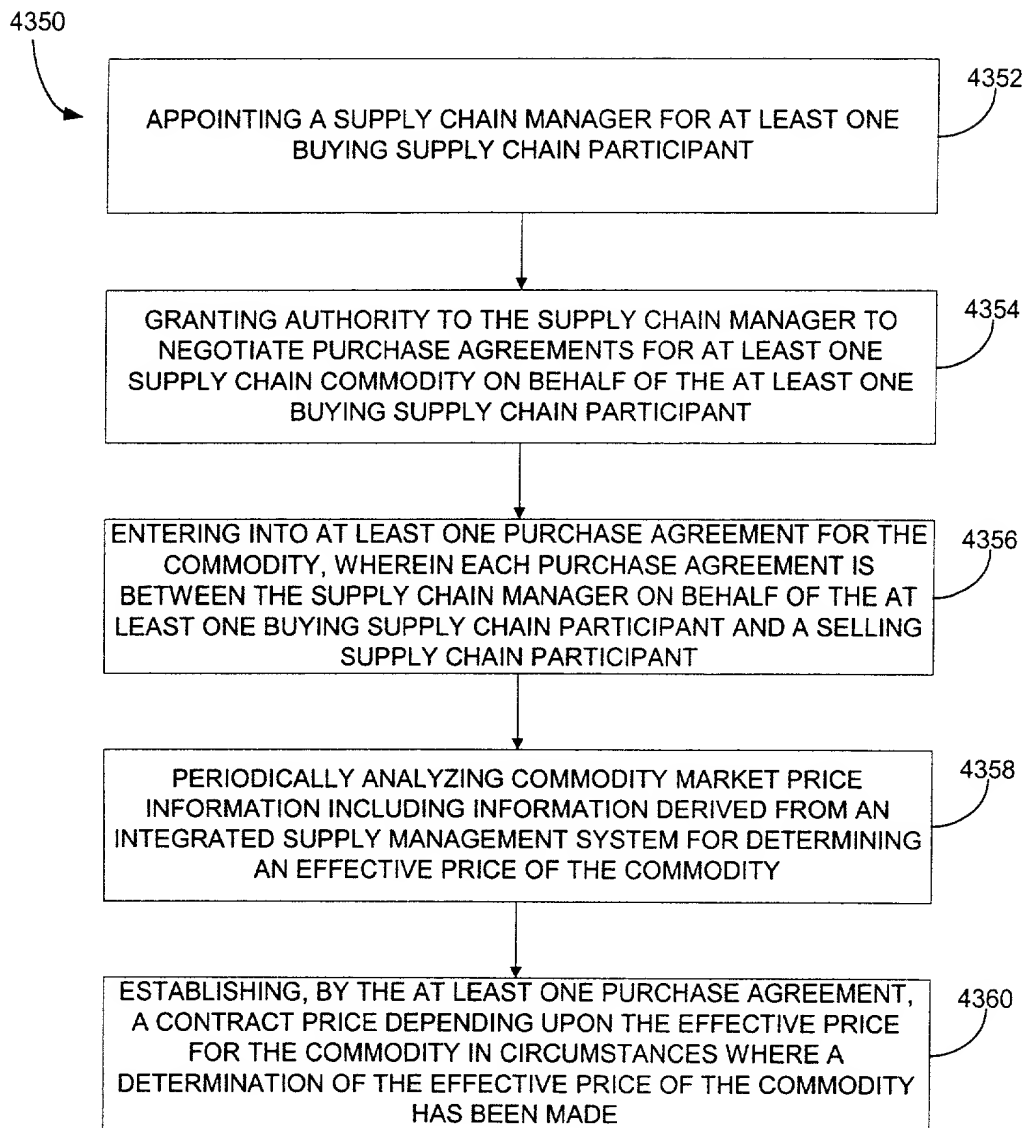 4350
APPOINTING A SUPPLY CHAIN MANAGER FOR AT LEAST ONE
BUYING SUPPLY CHAIN PARTICIPANT
4352
GRANTING AUTHORITY TO THE SUPPLY CHAIN MANAGER TO
NEGOTIATE PURCHASE AGREEMENTS FOR AT LEAST ONE
SUPPLY CHAIN COMMODITY ON BEHALF OF THE AT LEAST ONE
BUYING SUPPLY CHAIN PARTICIPANT
4354
ENTERING INTO AT LEAST ONE PURCHASE AGREEMENT FOR THE
COMMODITY, WHEREIN EACH PURCHASE AGREEMENT IS
BETWEEN THE SUPPLY CHAIN MANAGER ON BEHALF OF THE AT
LEAST ONE BUYING SUPPLY CHAIN PARTICIPANT AND A SELLING
SUPPLY CHAIN PARTICIPANT
4356
PERIODICALLY ANALYZING COMMODITY MARKET PRICE
INFORMATION INCLUDING INFORMATION DERIVED FROM AN
INTEGRATED SUPPLY MANAGEMENT SYSTEM FOR DETERMINING
AN EFFECTIVE PRICE OF THE COMMODITY
4358
ESTABLISHING, BY THE AT LEAST ONE PURCHASE AGREEMENT,
A CONTRACT PRICE DEPENDING UPON THE EFFECTIVE PRICE
FOR THE COMMODITY IN CIRCUMSTANCES WHERE A
DETERMINATION OF THE EFFECTIVE PRICE OF THE COMMODITY
HAS BEEN MADE
4360